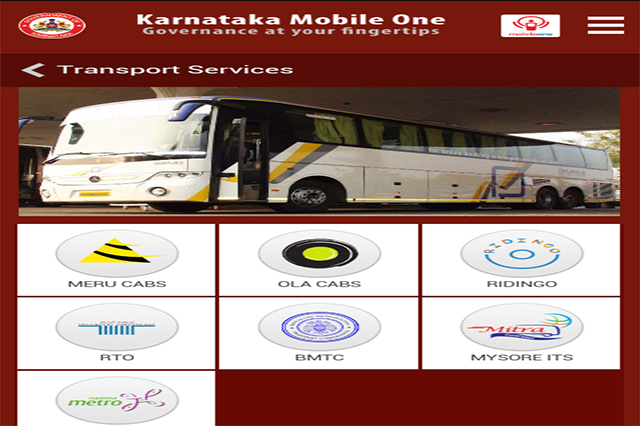 Karnataka Mobile One
Governance at your fingertips
mobileone
Transport Services
MERU CABS
OLA CABS
RIDINGO
RIDINGO
RTO
BMTC
Mitra
MYSORE ITS
metro